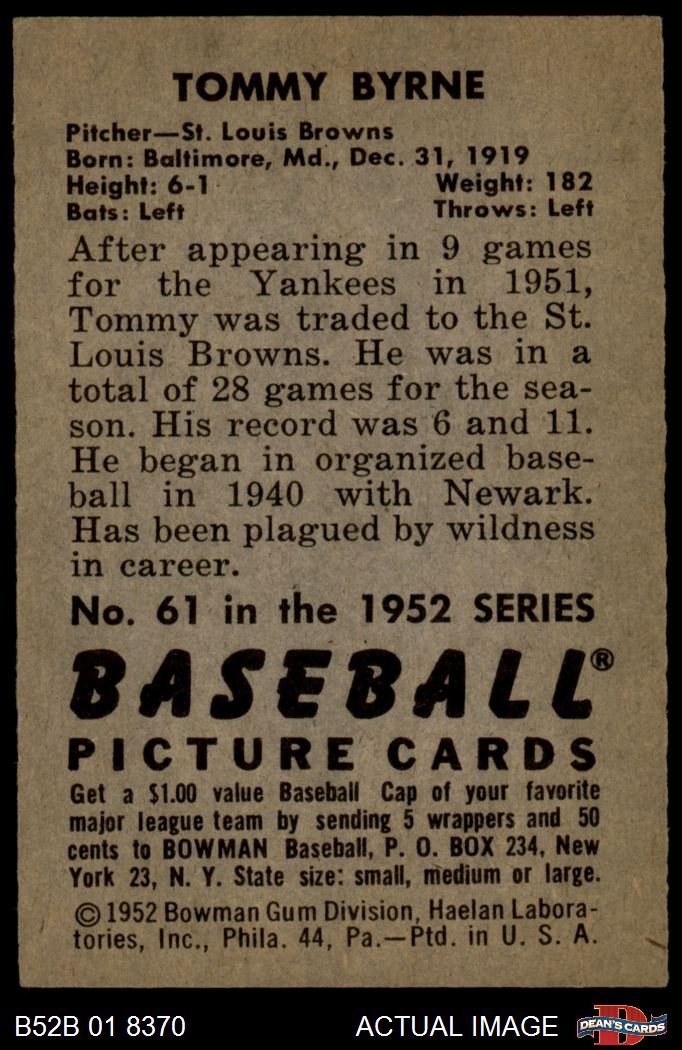 TOMMY BYRNE
Pitcher—St. Louis Browns
Born: Baltimore, Md., Dec. 31, 1919
Height: 6-1 Weight: 182
Bats: Left Throws: Left
After appearing in 9 games
for the Yankees in 1951,
Tommy was traded to the St.
Louis Browns. He was in a
total of 28 games for the sea-
son. His record was 6 and 11.
He began in organized base-
ball in 1940 with Newark.
Has been plagued by wildness
in career.
No. 61 in the 1952 SERIES
BASEBALL®
PICTURE CARDS
Get a $1.00 value Baseball Cap of your favorite
major league team by sending 5 wrappers and 50
cents to BOWMAN Baseball, P. O. BOX 234, New
York 23, N. Y. State size: small, medium or large.
© 1952 Bowman Gum Division, Haelan Labora-
tories, Inc., Phila. 44, Pa.—Ptd. in U. S. A.
B52B 01 8370 ACTUAL IMAGE D DEAN'S CARDS